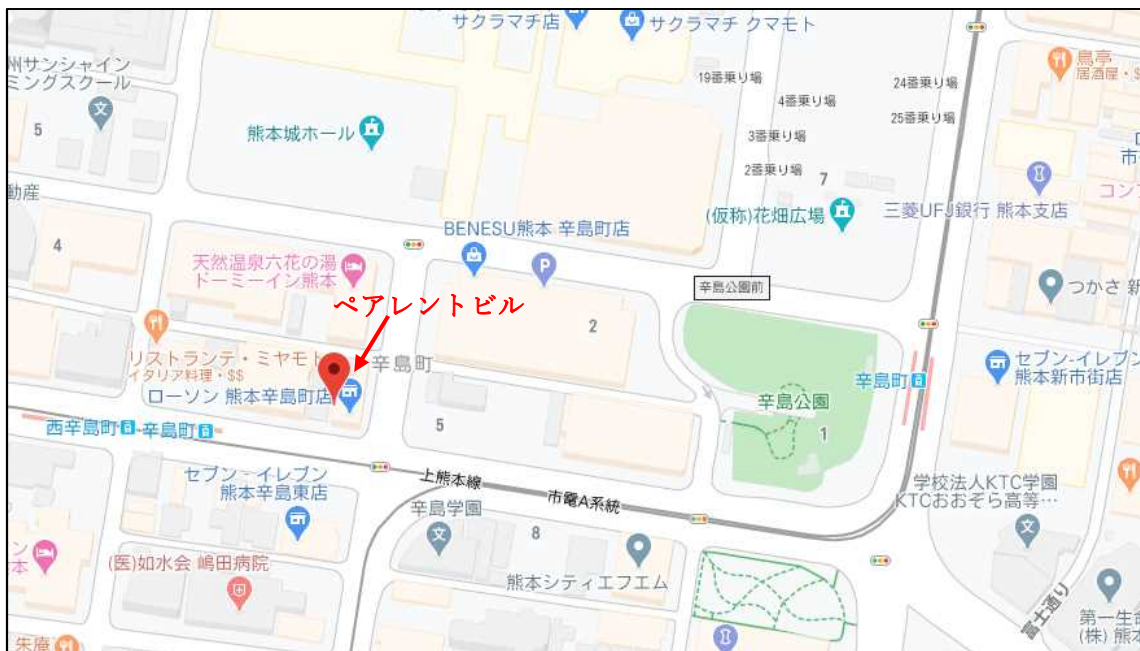 サクラマチ店
サクラマチ クマモト
州サンシャイン
ミングスクール
鳥亭
居酒屋・$
19番乗り場
24番乗り場
4番乗り場
25番乗り場
5
熊本城ホール
3番乗り場
2番乗り場
7
市
コン
動産
(仮称)花畑広場
三菱UFJ銀行 熊本支店
BENESU熊本 辛島町店
P
4
天然温泉六花の湯
ドーミーイン熊本
辛島公園前
つかさ 新
ペアレントビル
2
リストランテ・ミヤモト
イタリア料理・$$
辛島町
セブン-イレブン
熊本新市街店
辛島町
ローソン 熊本辛島町店
辛島公園
1
5
西辛島町
辛島町
セブン-イレブン
熊本辛島東店
上熊本線
市電A系統
学校法人KTC学園
KTCおおぞら高等…
辛島学園
8
(医)如水会 嶋田病院
熊本シティエフエム
ン
本
富士通り
第一生命
(株) 熊本
朱庵